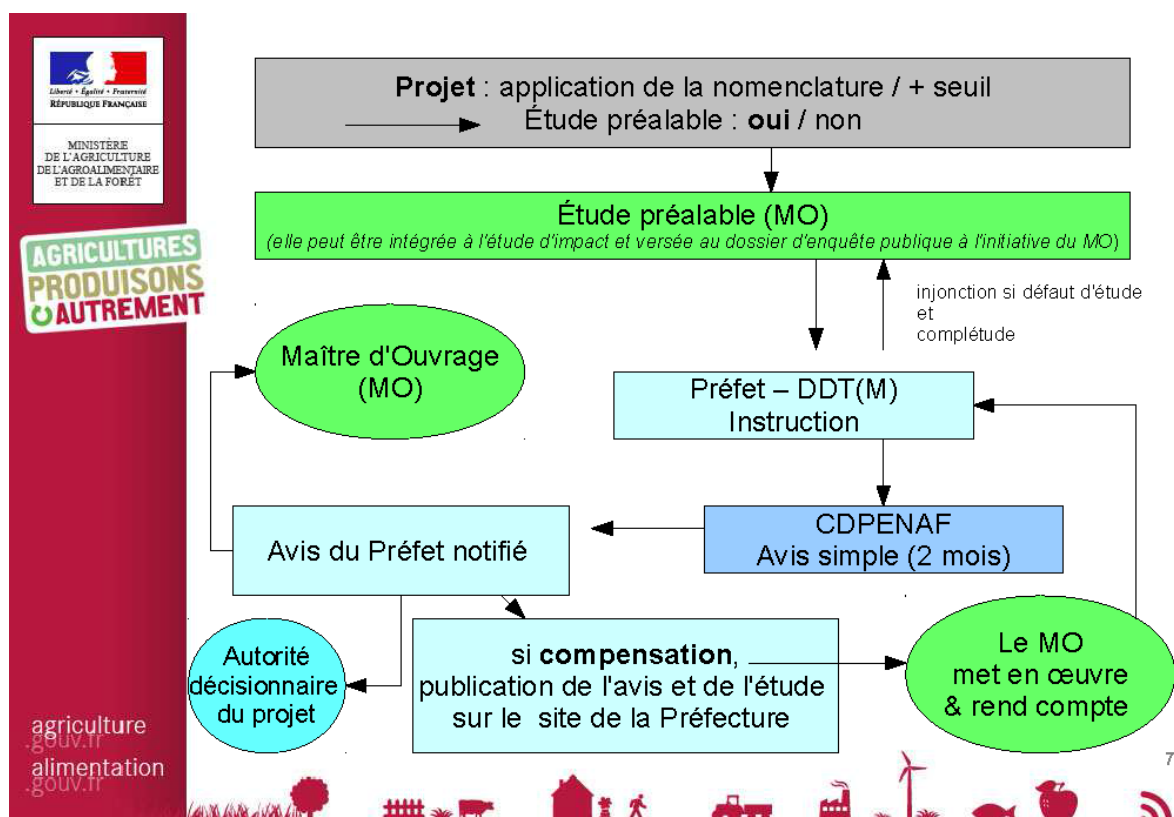 Liberté • Égalité • Fraternité
RÉPUBLIQUE FRANÇAISE
MINISTÈRE
DE L'AGRICULTURE
DE L'AGROALIMENTAIRE
ET DE LA FORÊT
AGRICULTURES
PRODUISONS
AUTREMENT
Projet : application de la nomenclature / + seuil
Étude préalable : oui / non
Étude préalable (MO)
(elle peut être intégrée à l'étude d'impact et versée au dossier d'enquête publique à l'initiative du MO)
injonction si défaut d'étude
et
complétude
Maître d'Ouvrage
(MO)
Préfet – DDT(M)
Instruction
Avis du Préfet notifié
CDPENAF
Avis simple (2 mois)
Autorité
décisionnaire
du projet
si compensation,
publication de l'avis et de l'étude
sur le site de la Préfecture
Le MO
met en œuvre
& rend compte
agriculture
.gouv.fr
alimentation
.gouv.fr
7